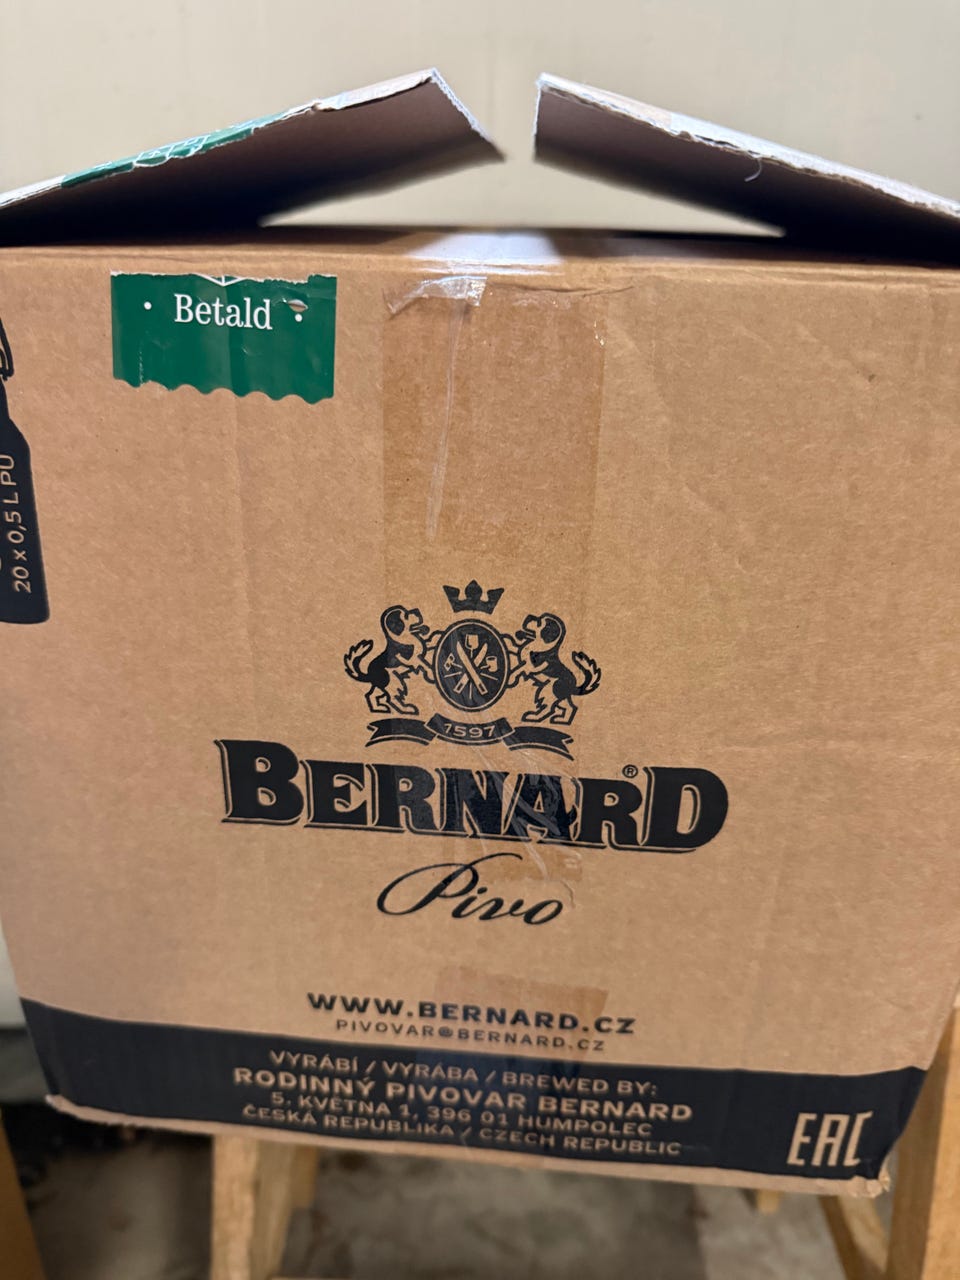 · Betald ·
20 x 0,5 L PU
1597
BERNARD®
Pivo
WWW.BERNARD.CZ
PIVOVAR@BERNARD.CZ
VYRÁBÍ / VYRÁBA / BREWED BY:
RODINNÝ PIVOVAR BERNARD
5. KVĚTNA 1, 396 01 HUMPOLEC
ČESKÁ REPUBLIKA / CZECH REPUBLIC
EAC